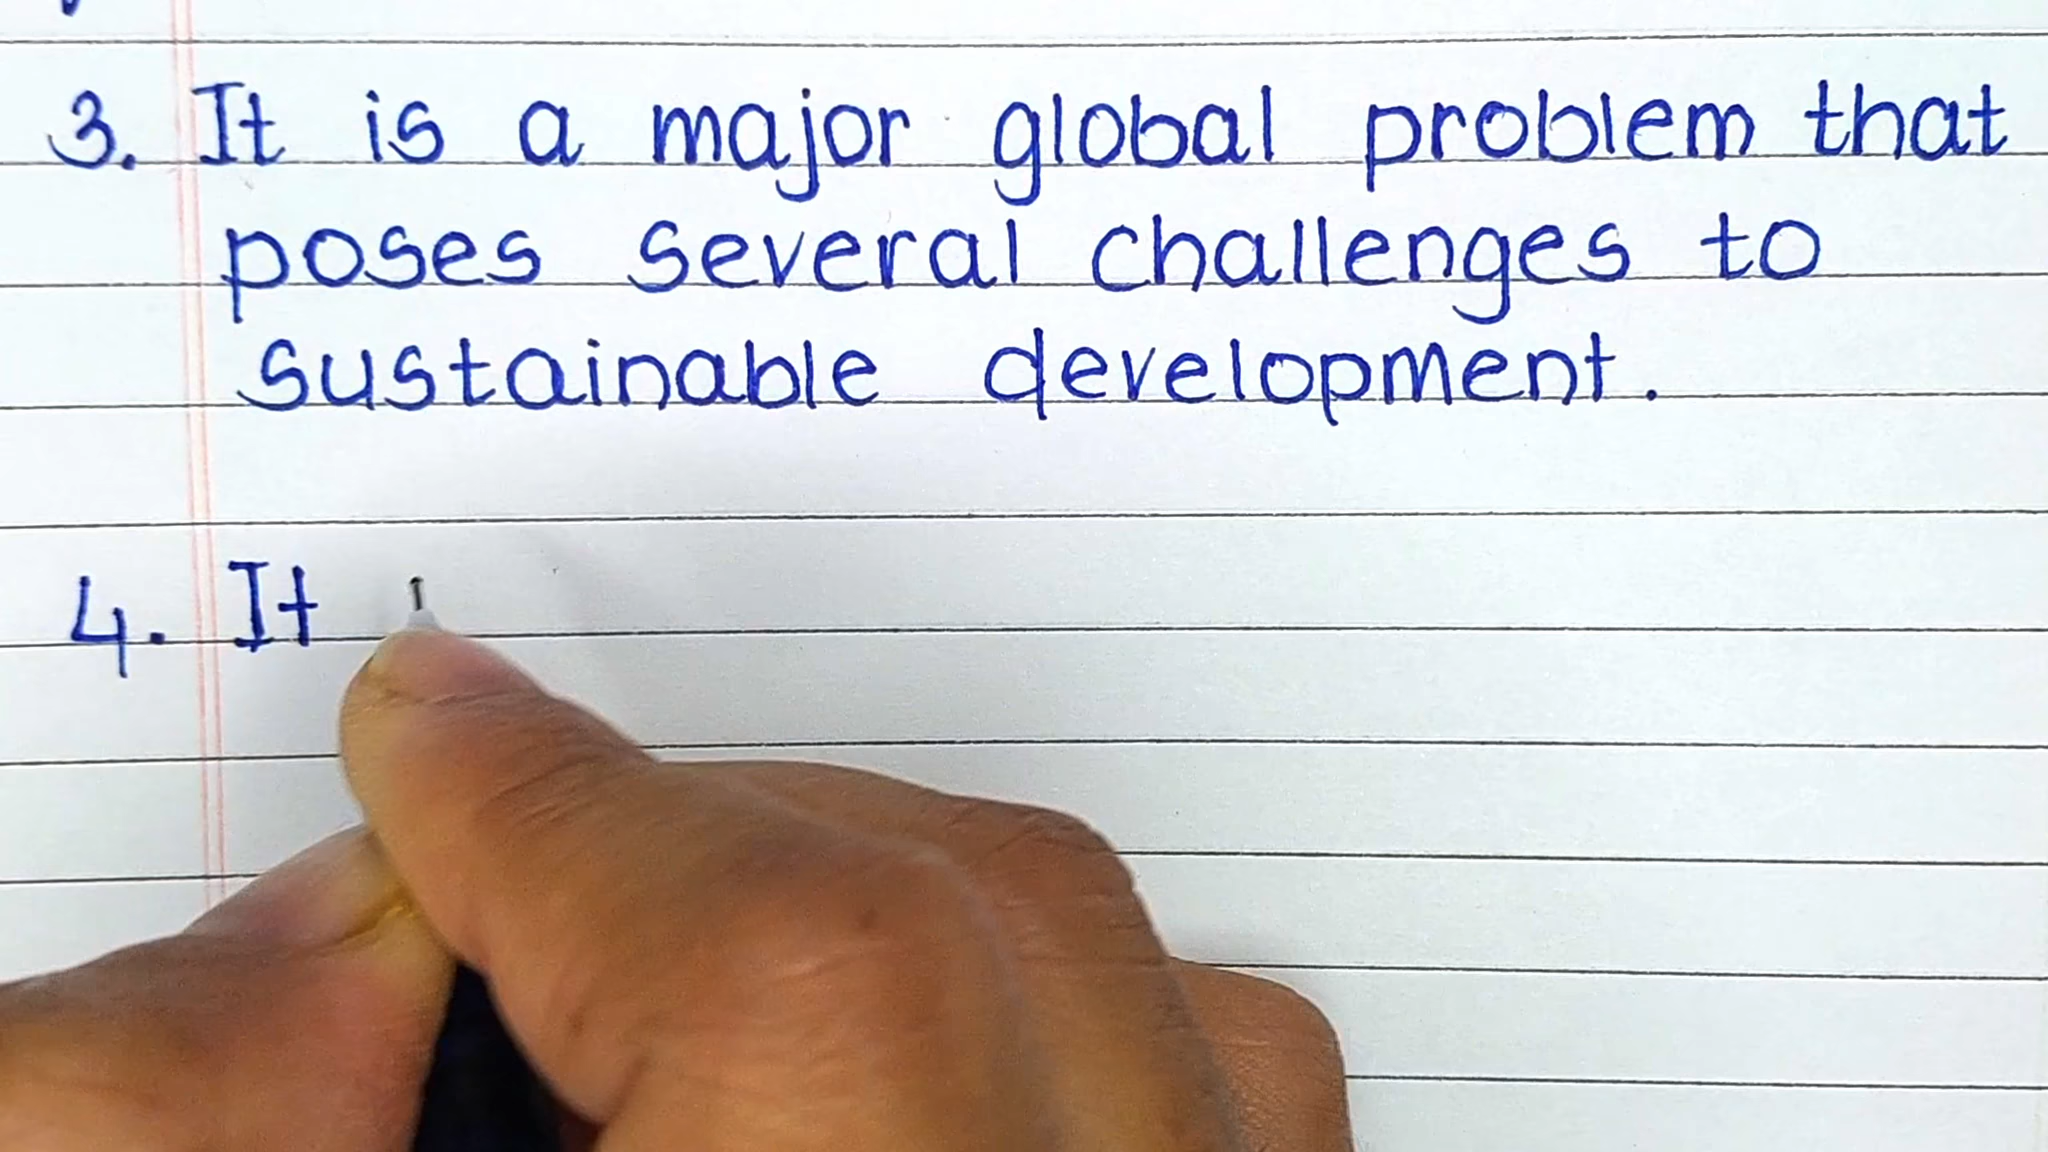 3. It is a major global problem that
poses several challenges to
sustainable development.
4. It